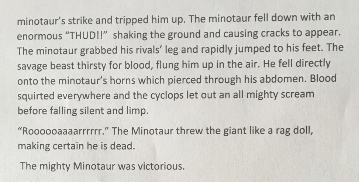 minotaur's strike and tripped him up. The minotaur fell down with an
enormous "THUD!!" shaking the ground and causing cracks to appear.
The minotaur grabbed his rivals' leg and rapidly jumped to his feet. The
savage beast thirsty for blood, flung him up in the air. He fell directly
onto the minotaur's horns which pierced through his abdomen. Blood
squirted everywhere and the cyclops let out an all mighty scream
before falling silent and limp.
"Roooooaaaarrrrrr." The Minotaur threw the giant like a rag doll,
making certain he is dead.
The mighty Minotaur was victorious.